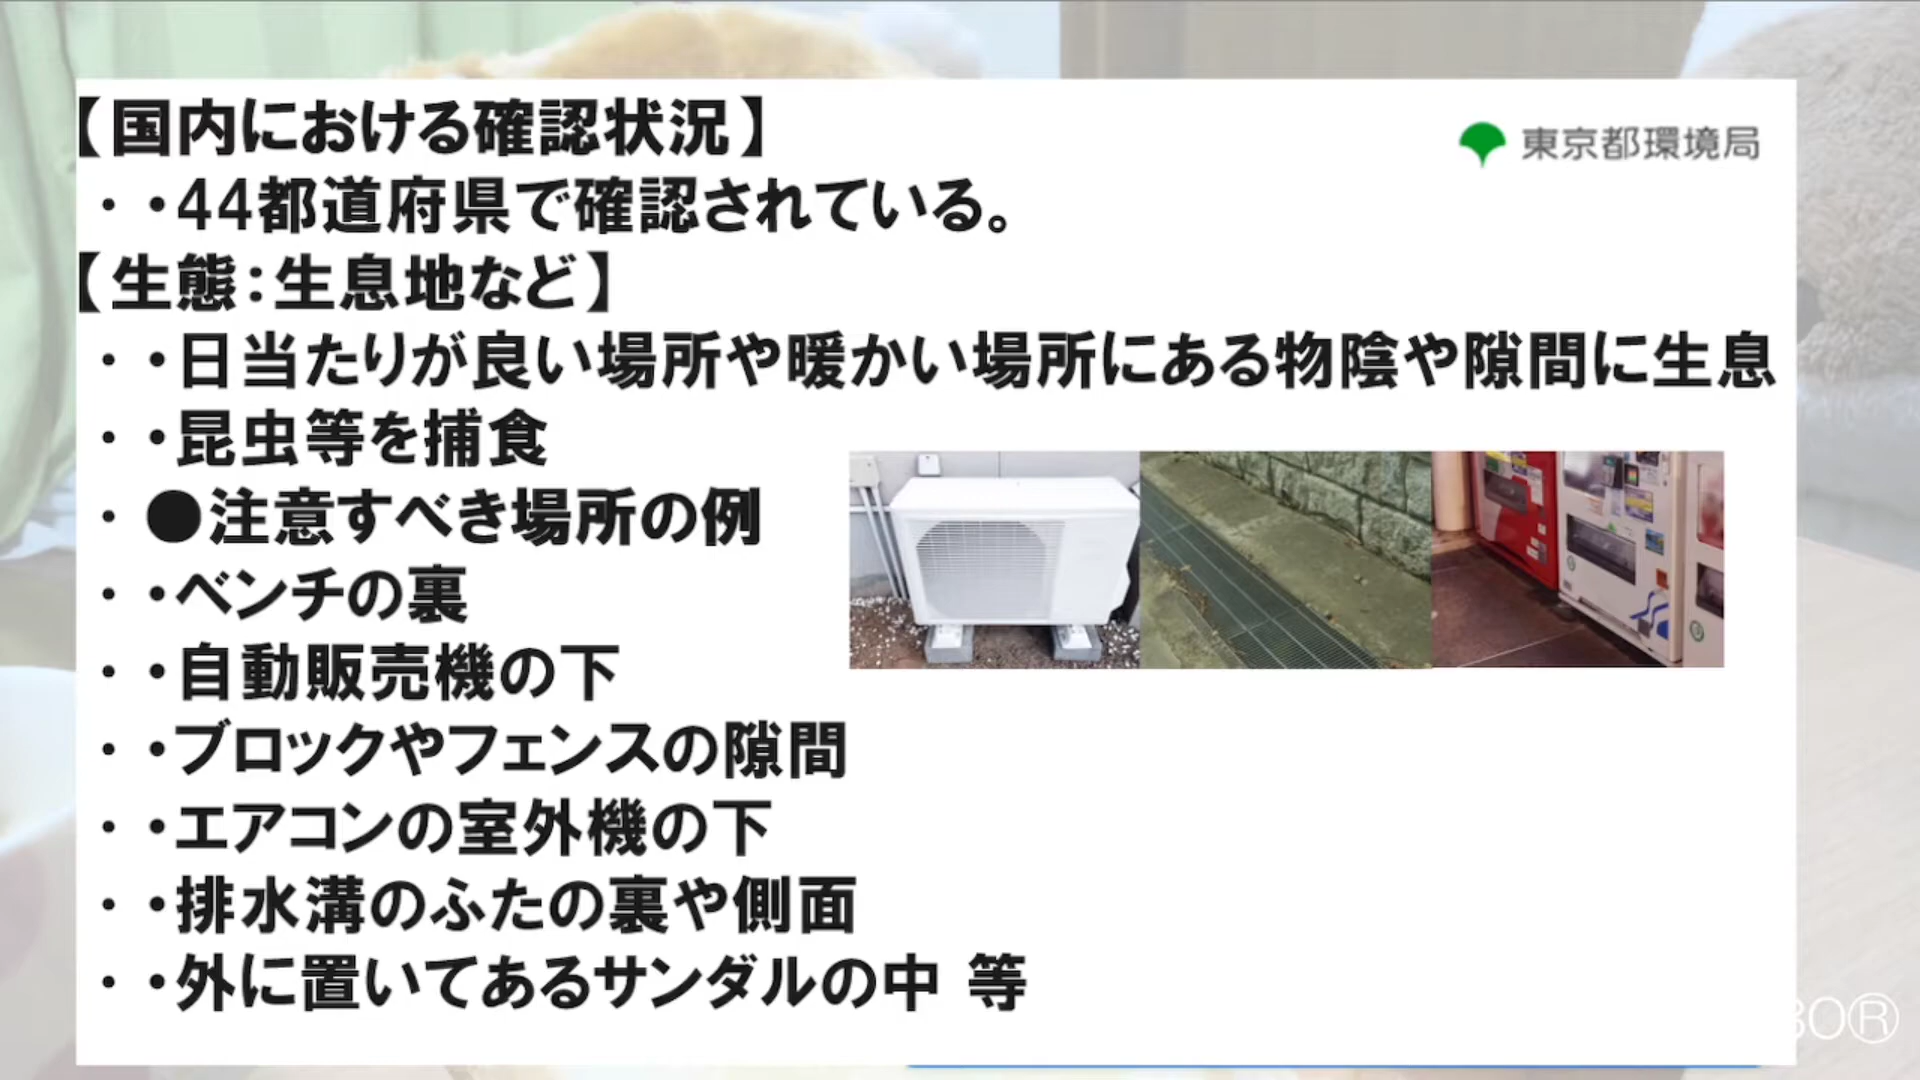 【国内における確認状況】
東京都環境局
・・44都道府県で確認されている。
【生態：生息地など】
・・日当たりが良い場所や暖かい場所にある物陰や隙間に生息
・・昆虫等を捕食
・●注意すべき場所の例
・・ベンチの裏
・・自動販売機の下
・・ブロックやフェンスの隙間
・・エアコンの室外機の下
・・排水溝のふたの裏や側面
・・外に置いてあるサンダルの中 等